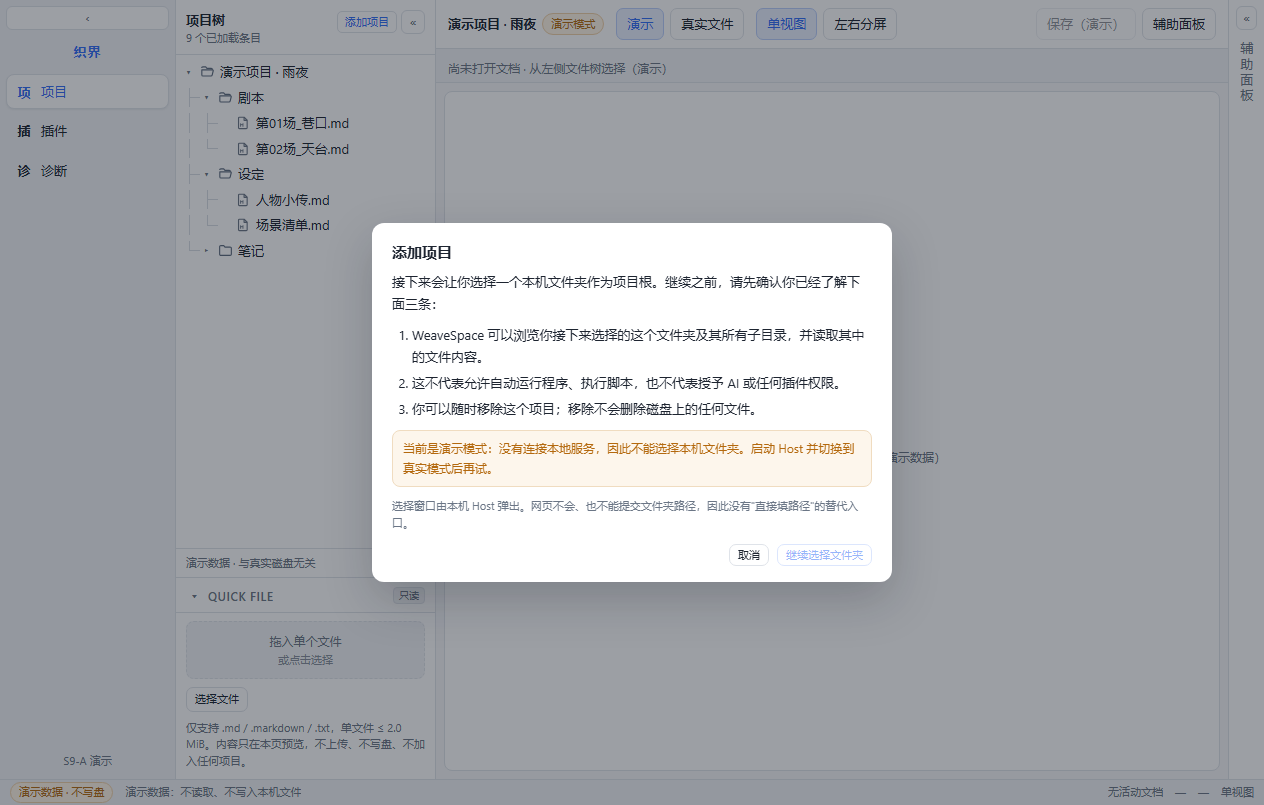 ‹
织界
项 项目
插 插件
诊 诊断
S9-A 演示
项目树
9 个已加载条目
添加项目
«
演示项目 · 雨夜
剧本
第01场_巷口.md
第02场_天台.md
设定
人物小传.md
场景清单.md
笔记
演示数据 · 与真实磁盘无关
QUICK FILE
只读
拖入单个文件
或点击选择
选择文件
仅支持 .md / .markdown / .txt，单文件 ≤ 2.0
MiB。内容只在本页预览，不上传、不写盘、不加
入任何项目。
演示项目 · 雨夜 演示模式 演示 真实文件 单视图 左右分屏 保存（演示） 辅助面板
尚未打开文档 · 从左侧文件树选择（演示）
演示数据）
«
辅
助
面
板
添加项目
接下来会让你选择一个本机文件夹作为项目根。继续之前，请先确认你已经了解下
面三条：
1. WeaveSpace 可以浏览你接下来选择的这个文件夹及其所有子目录，并读取其中
的文件内容。
2. 这不代表允许自动运行程序、执行脚本，也不代表授予 AI 或任何插件权限。
3. 你可以随时移除这个项目；移除不会删除磁盘上的任何文件。
当前是演示模式：没有连接本地服务，因此不能选择本机文件夹。启动 Host 并切换到
真实模式后再试。
选择窗口由本机 Host 弹出。网页不会、也不能提交文件夹路径，因此没有“直接填路径”的替代入
口。
取消 继续选择文件夹
演示数据 · 不写盘 演示数据：不读取、不写入本机文件
无活动文档 — — 单视图